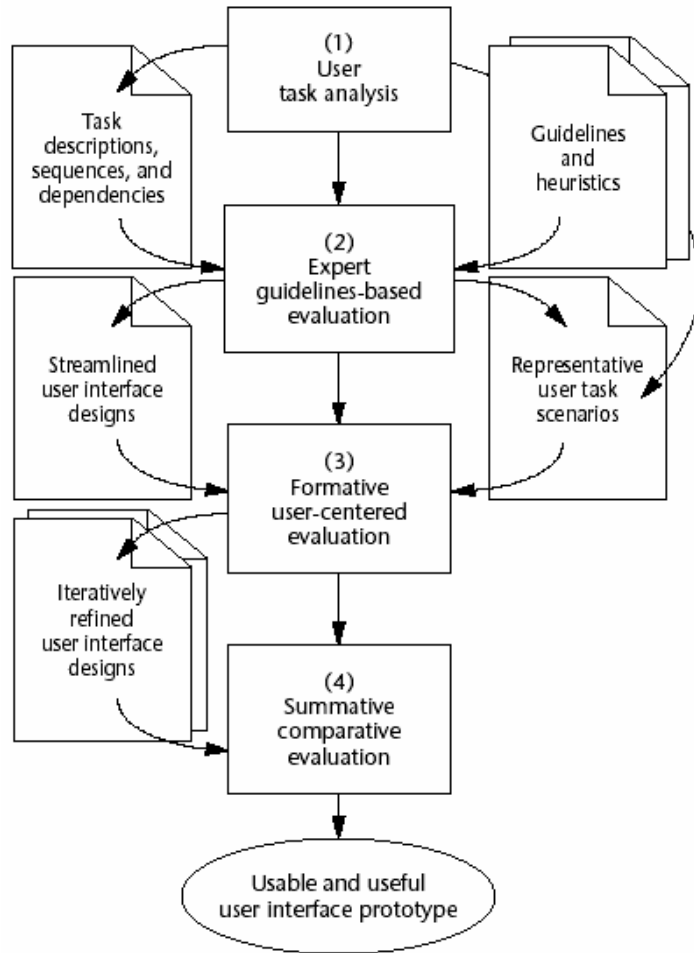 (1)
User
task analysis
Task
descriptions,
sequences, and
dependencies
Guidelines
and
heuristics
(2)
Expert
guidelines-based
evaluation
Streamlined
user interface
designs
Representative
user task
scenarios
(3)
Formative
user-centered
evaluation
Iteratively
refined
user interface
designs
(4)
Summative
comparative
evaluation
Usable and useful
user interface prototype